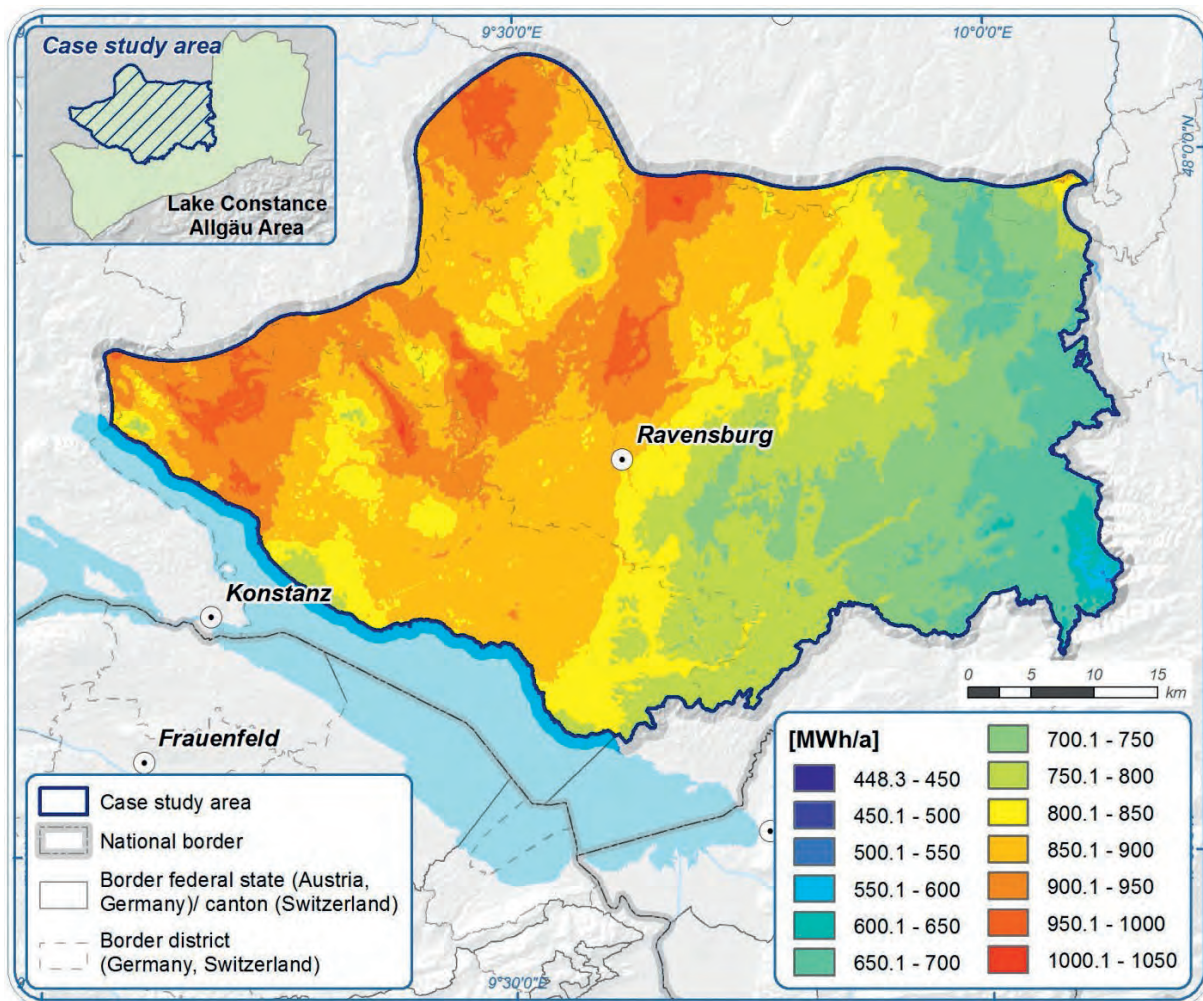 Case study area
Lake Constance
Allgäu Area
9°30'0"E
10°0'0"E
48°0'0"N
Ravensburg
Konstanz
Frauenfeld
0 5 10 15
km
Case study area
National border
Border federal state (Austria,
Germany)/ canton (Switzerland)
Border district
(Germany, Switzerland)
[MWh/a]
448.3 - 450
450.1 - 500
500.1 - 550
550.1 - 600
600.1 - 650
650.1 - 700
700.1 - 750
750.1 - 800
800.1 - 850
850.1 - 900
900.1 - 950
950.1 - 1000
1000.1 - 1050
9°30'0"E
10°0'0"E